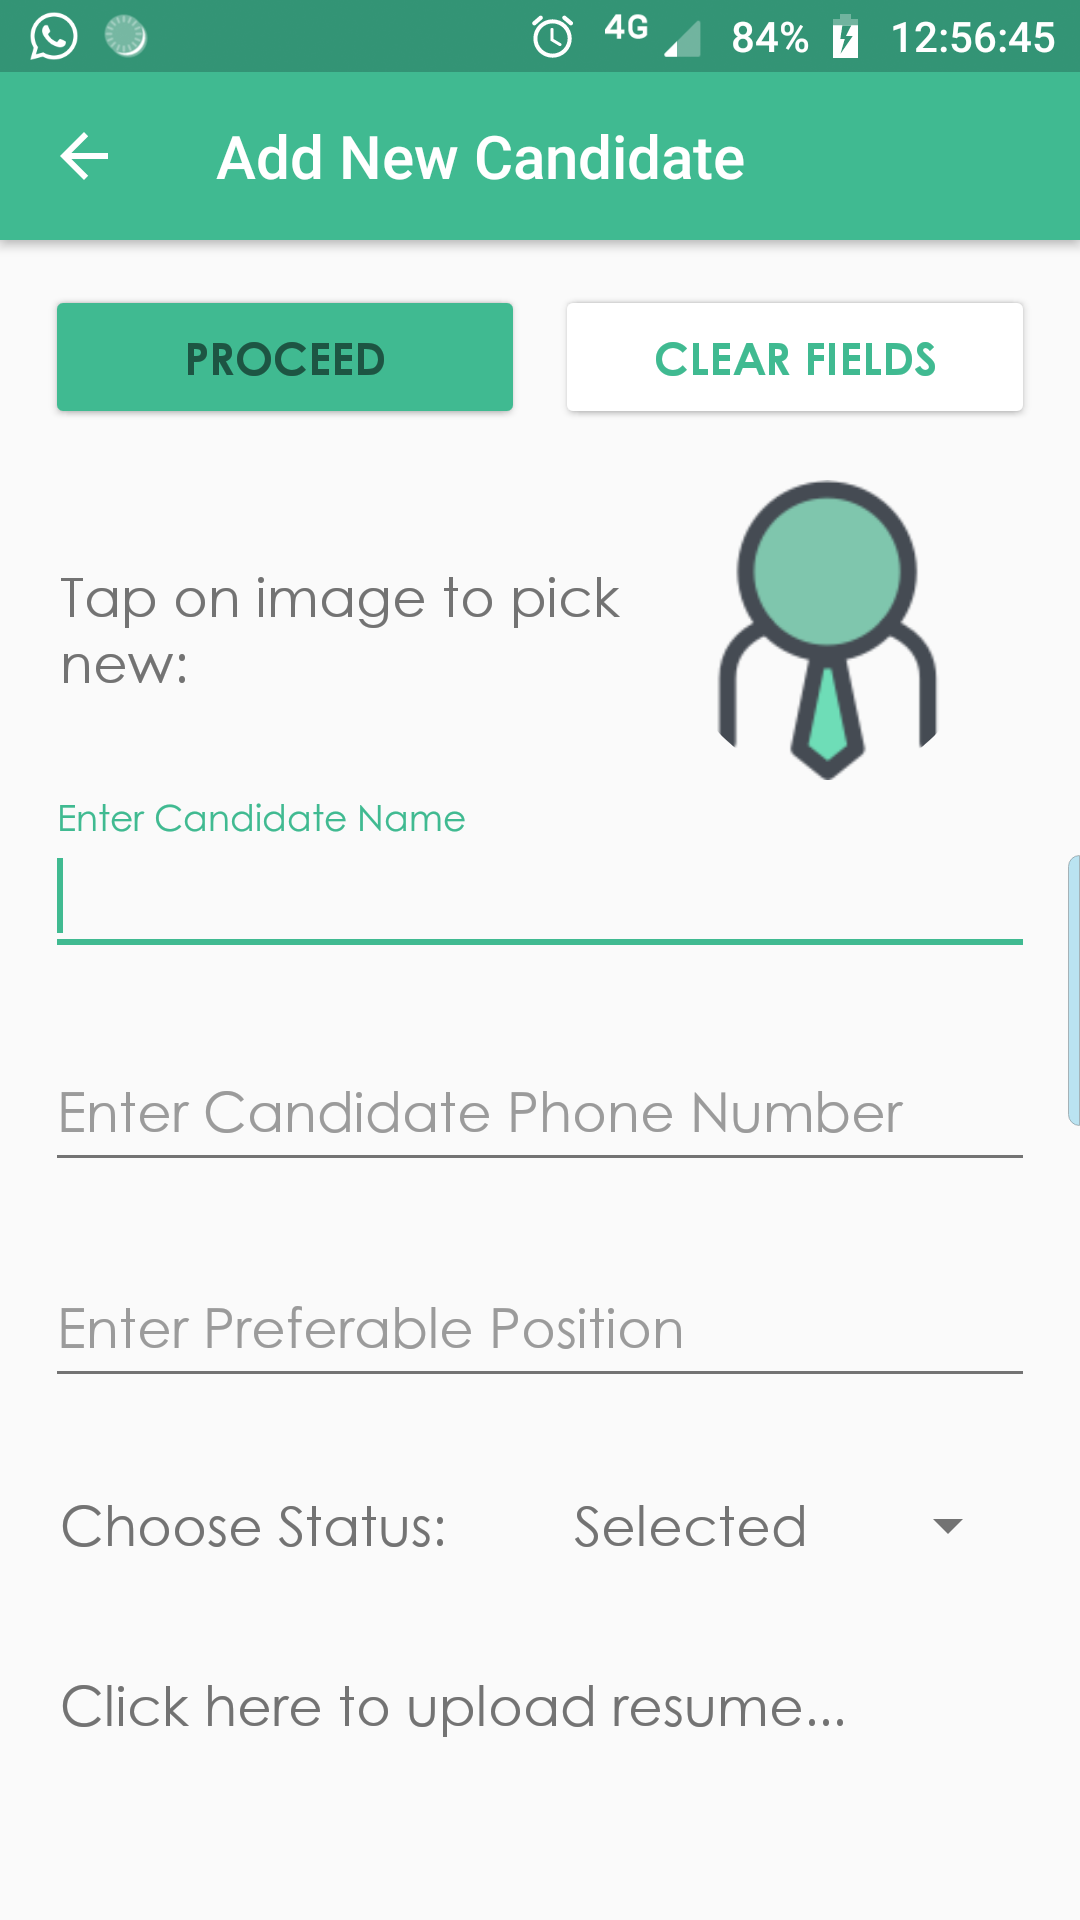 4G 84% 12:56:45
Add New Candidate
PROCEED CLEAR FIELDS
Tap on image to pick
new:
Enter Candidate Name
Enter Candidate Phone Number
Enter Preferable Position
Choose Status: Selected
Click here to upload resume...